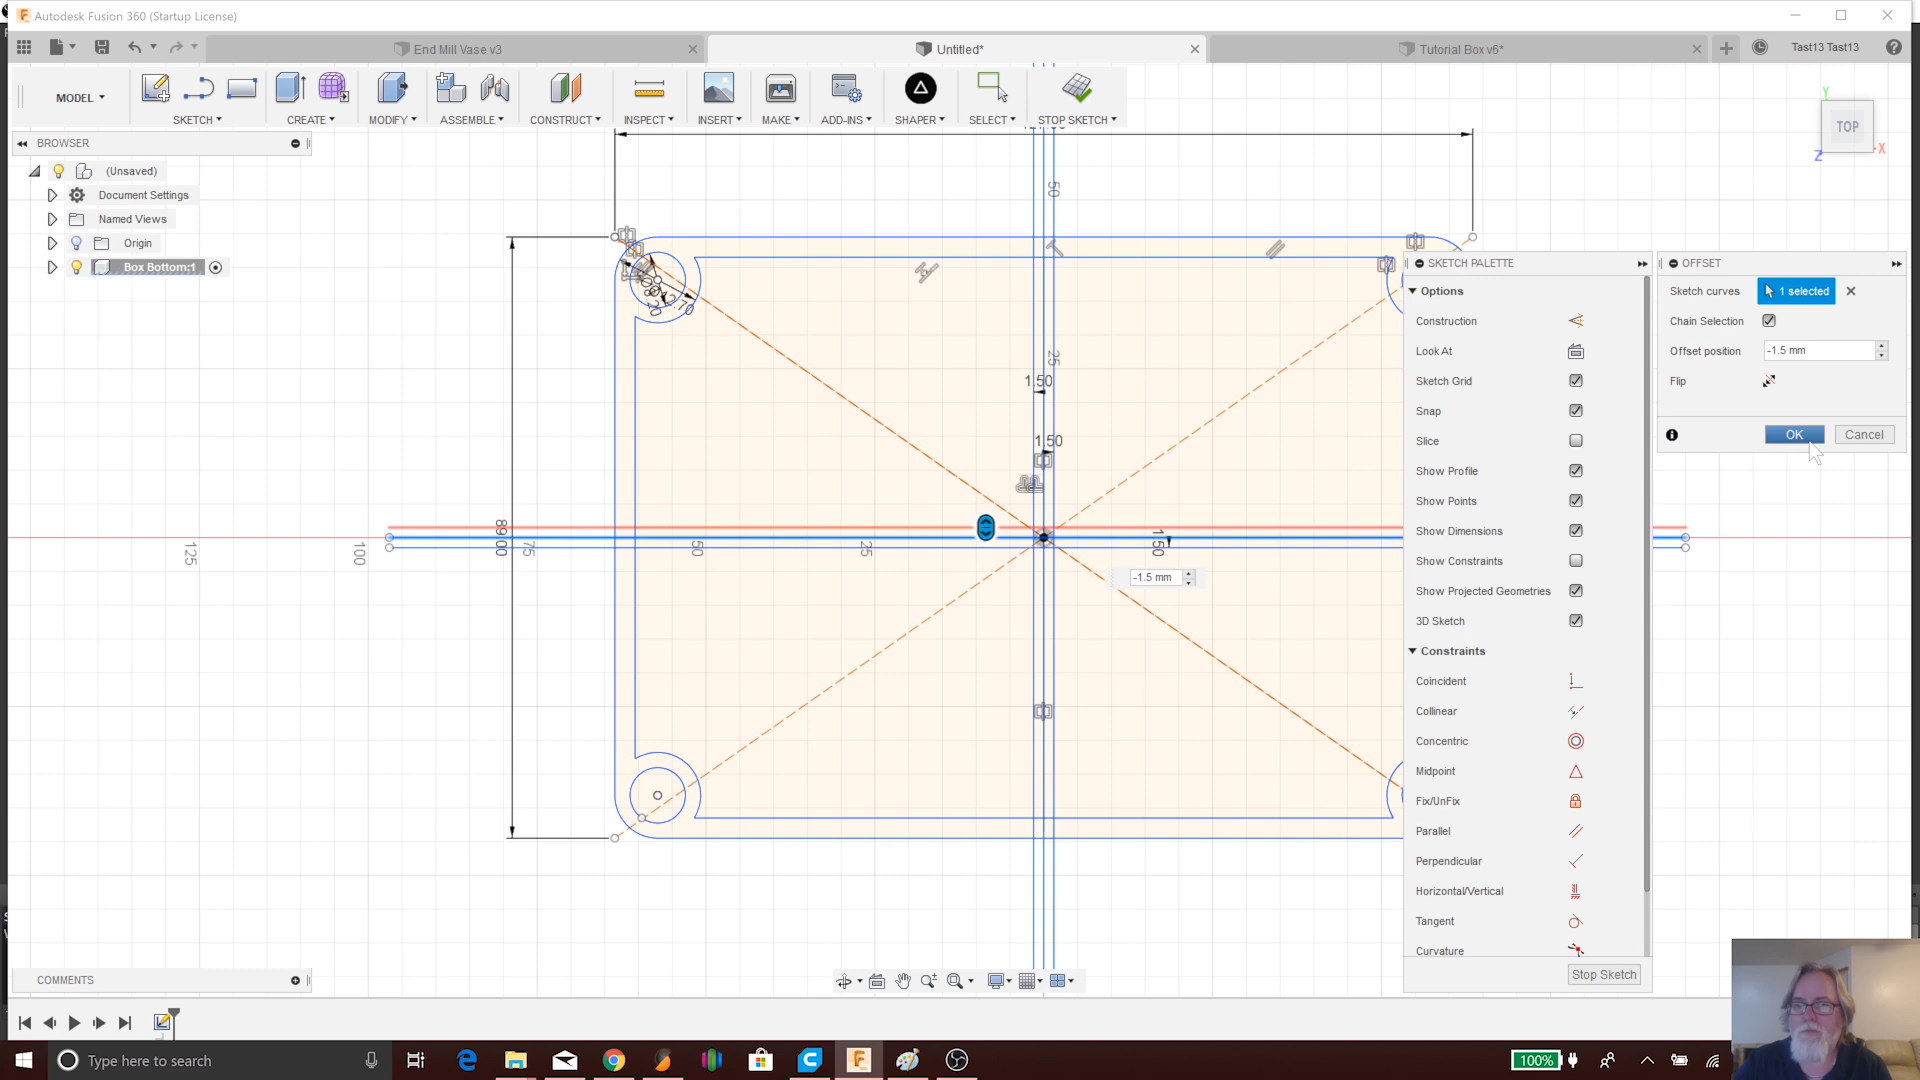 Autodesk Fusion 360 (Startup License)
End Mill Vase v3
Untitled*
Tutorial Box v6*
Tast13 Tast13
MODEL
SKETCH
CREATE
MODIFY
ASSEMBLE
CONSTRUCT
INSPECT
INSERT
MAKE
ADD-INS
SHAPER
SELECT
STOP SKETCH
BROWSER
(Unsaved)
Document Settings
Named Views
Origin
Box Bottom:1
Y
TOP
X
Z
50
25
1.50
1.50
89.00
125
100
75
50
25
1.50
-1.5 mm
SKETCH PALETTE
Options
Construction
Look At
Sketch Grid
Snap
Slice
Show Profile
Show Points
Show Dimensions
Show Constraints
Show Projected Geometries
3D Sketch
Constraints
Coincident
Collinear
Concentric
Midpoint
Fix/UnFix
Parallel
Perpendicular
Horizontal/Vertical
Tangent
Curvature
Stop Sketch
OFFSET
Sketch curves
1 selected
Chain Selection
Offset position
-1.5 mm
Flip
OK
Cancel
COMMENTS
Type here to search
100%